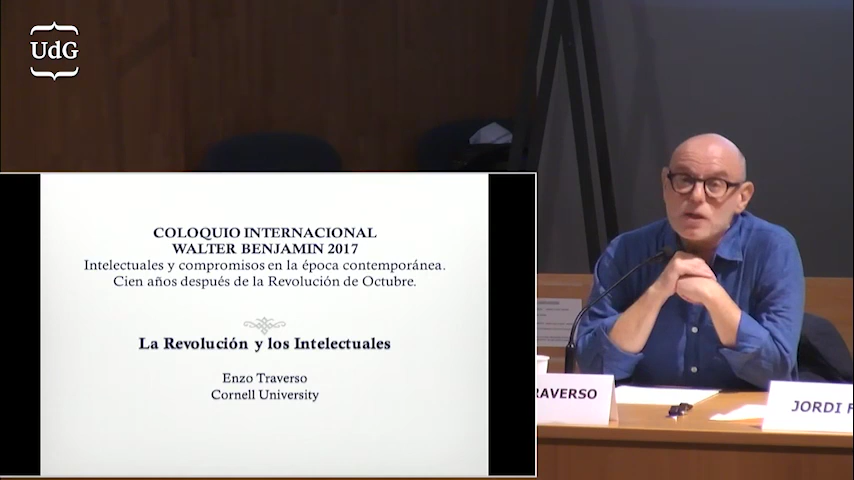 UdG
COLOQUIO INTERNACIONAL
WALTER BENJAMIN 2017
Intelectuales y compromisos en la época contemporánea.
Cien años después de la Revolución de Octubre.
La Revolución y los Intelectuales
Enzo Traverso
Cornell University
RAVERSO
JORDI F